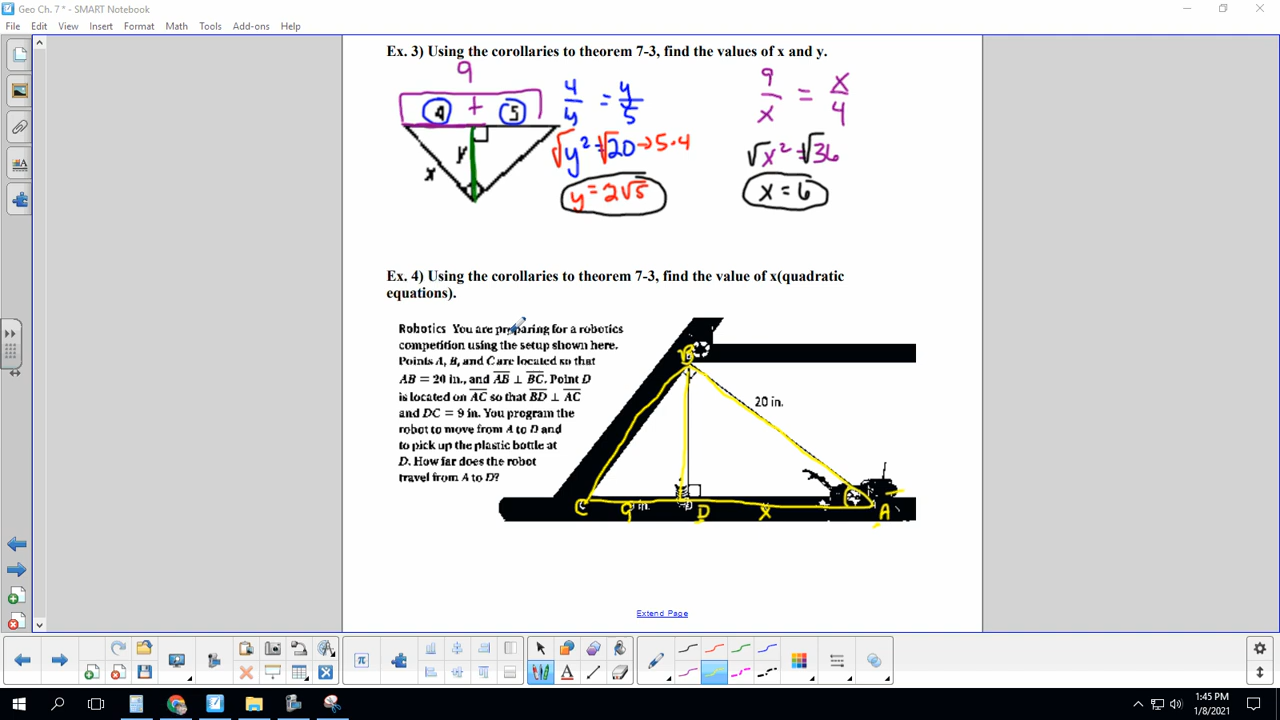 Geo Ch. 7 * - SMART Notebook
File Edit View Insert Format Math Tools Add-ons Help
Ex. 3) Using the corollaries to theorem 7-3, find the values of x and y.
9
4 + 5
y
x
4/y = y/5
√y² = √20 → 5·4
y = 2√5
9/x = x/4
√x² = √36
x = 6
Ex. 4) Using the corollaries to theorem 7-3, find the value of x(quadratic
equations).
Robotics You are preparing for a robotics
competition using the setup shown here.
Points A, B, and C are located so that
AB = 20 in., and AB ⊥ BC. Point D
is located on AC so that BD ⊥ AC
and DC = 9 in. You program the
robot to move from A to D and
to pick up the plastic bottle at
D. How far does the robot
travel from A to D?
B
20 in.
C 9 in. D x A
Extend Page
1:45 PM
1/8/2021